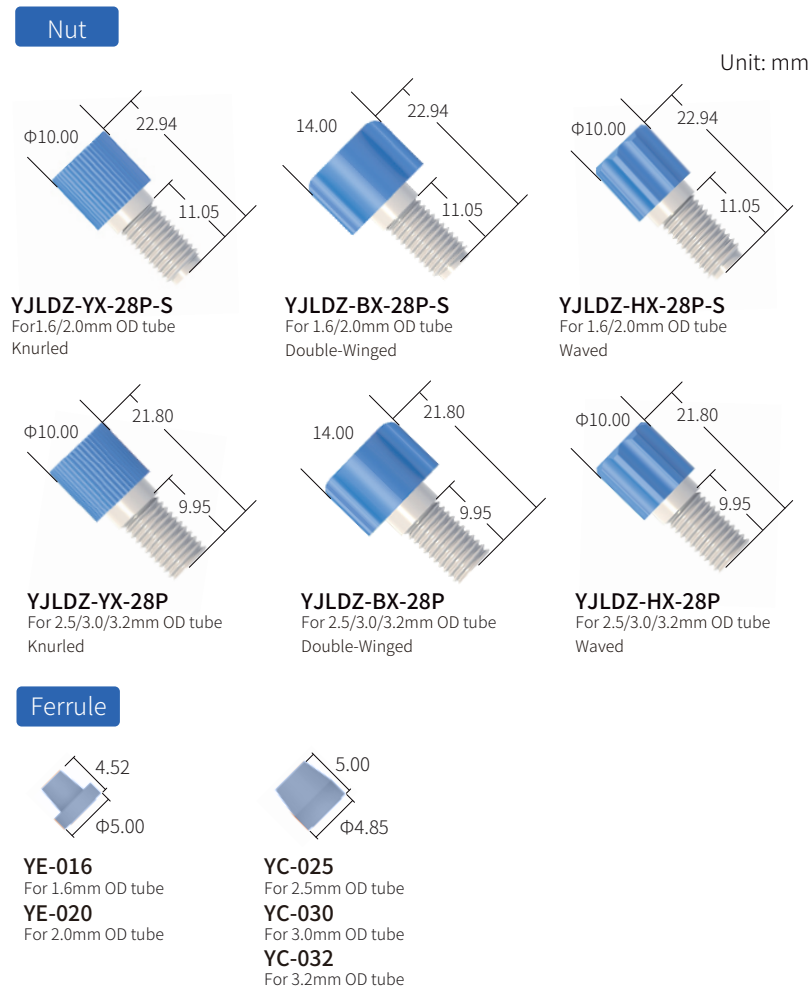 Nut
Unit: mm
Φ10.00
22.94
11.05
14.00
22.94
11.05
Φ10.00
22.94
11.05
YJLDZ-YX-28P-S
For1.6/2.0mm OD tube
Knurled
YJLDZ-BX-28P-S
For 1.6/2.0mm OD tube
Double-Winged
YJLDZ-HX-28P-S
For 1.6/2.0mm OD tube
Waved
Φ10.00
21.80
9.95
14.00
21.80
9.95
Φ10.00
21.80
9.95
YJLDZ-YX-28P
For 2.5/3.0/3.2mm OD tube
Knurled
YJLDZ-BX-28P
For 2.5/3.0/3.2mm OD tube
Double-Winged
YJLDZ-HX-28P
For 2.5/3.0/3.2mm OD tube
Waved
Ferrule
4.52
Φ5.00
5.00
Φ4.85
YE-016
For 1.6mm OD tube
YE-020
For 2.0mm OD tube
YC-025
For 2.5mm OD tube
YC-030
For 3.0mm OD tube
YC-032
For 3.2mm OD tube